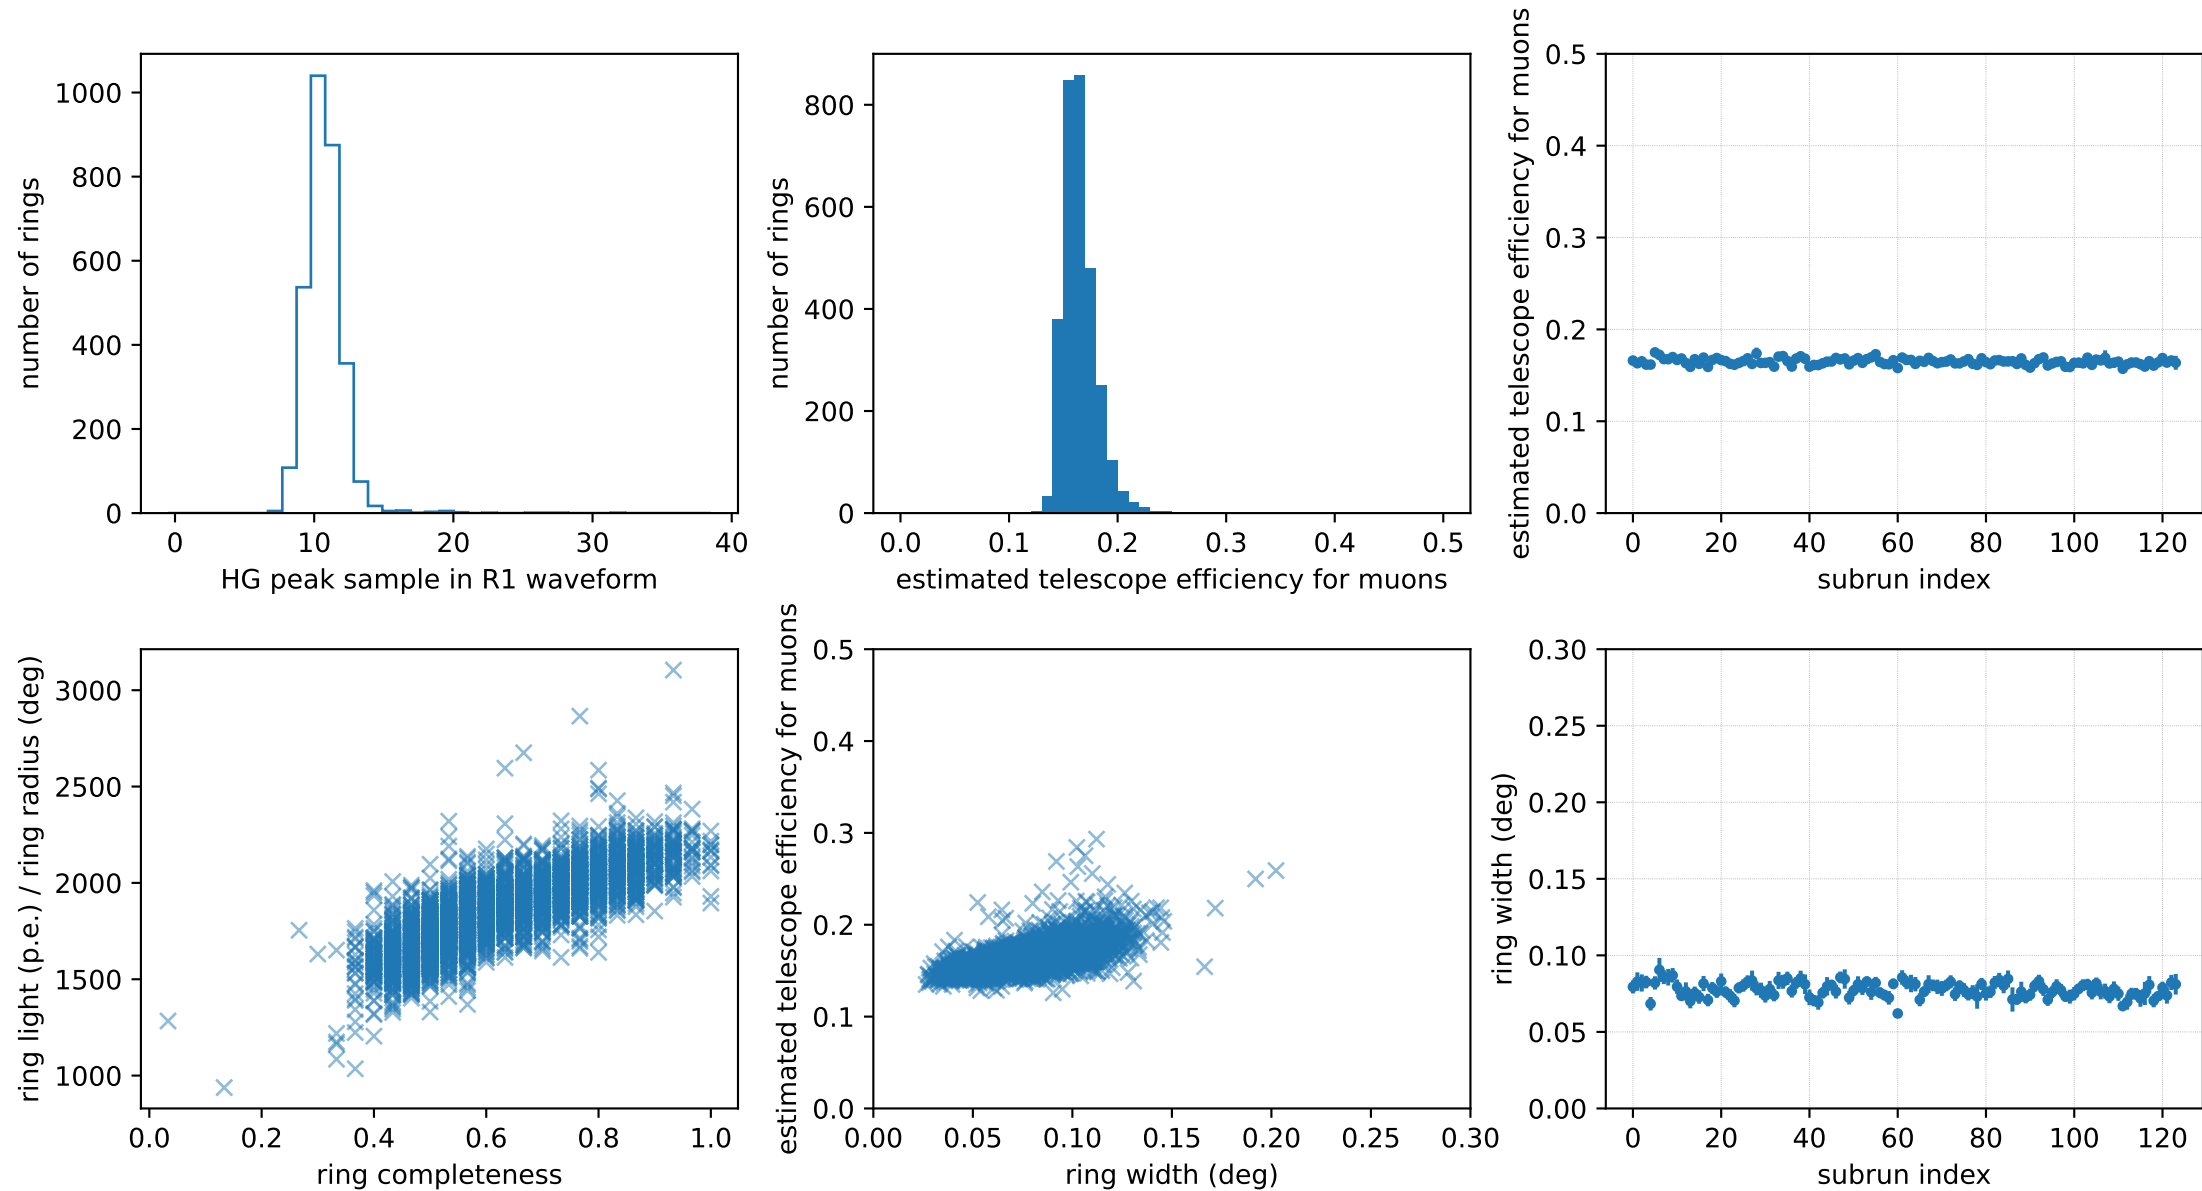 number of rings
1000
800
600
400
200
0
0 10 20 30 40
HG peak sample in R1 waveform
number of rings
800
600
400
200
0
0.0 0.1 0.2 0.3 0.4 0.5
estimated telescope efficiency for muons
estimated telescope efficiency for muons
0.5
0.4
0.3
0.2
0.1
0.0
0 20 40 60 80 100 120
subrun index
ring light (p.e.) / ring radius (deg)
3000
2500
2000
1500
1000
0.0 0.2 0.4 0.6 0.8 1.0
ring completeness
estimated telescope efficiency for muons
0.5
0.4
0.3
0.2
0.1
0.0
0.00 0.05 0.10 0.15 0.20 0.25 0.30
ring width (deg)
ring width (deg)
0.30
0.25
0.20
0.15
0.10
0.05
0.00
0 20 40 60 80 100 120
subrun index